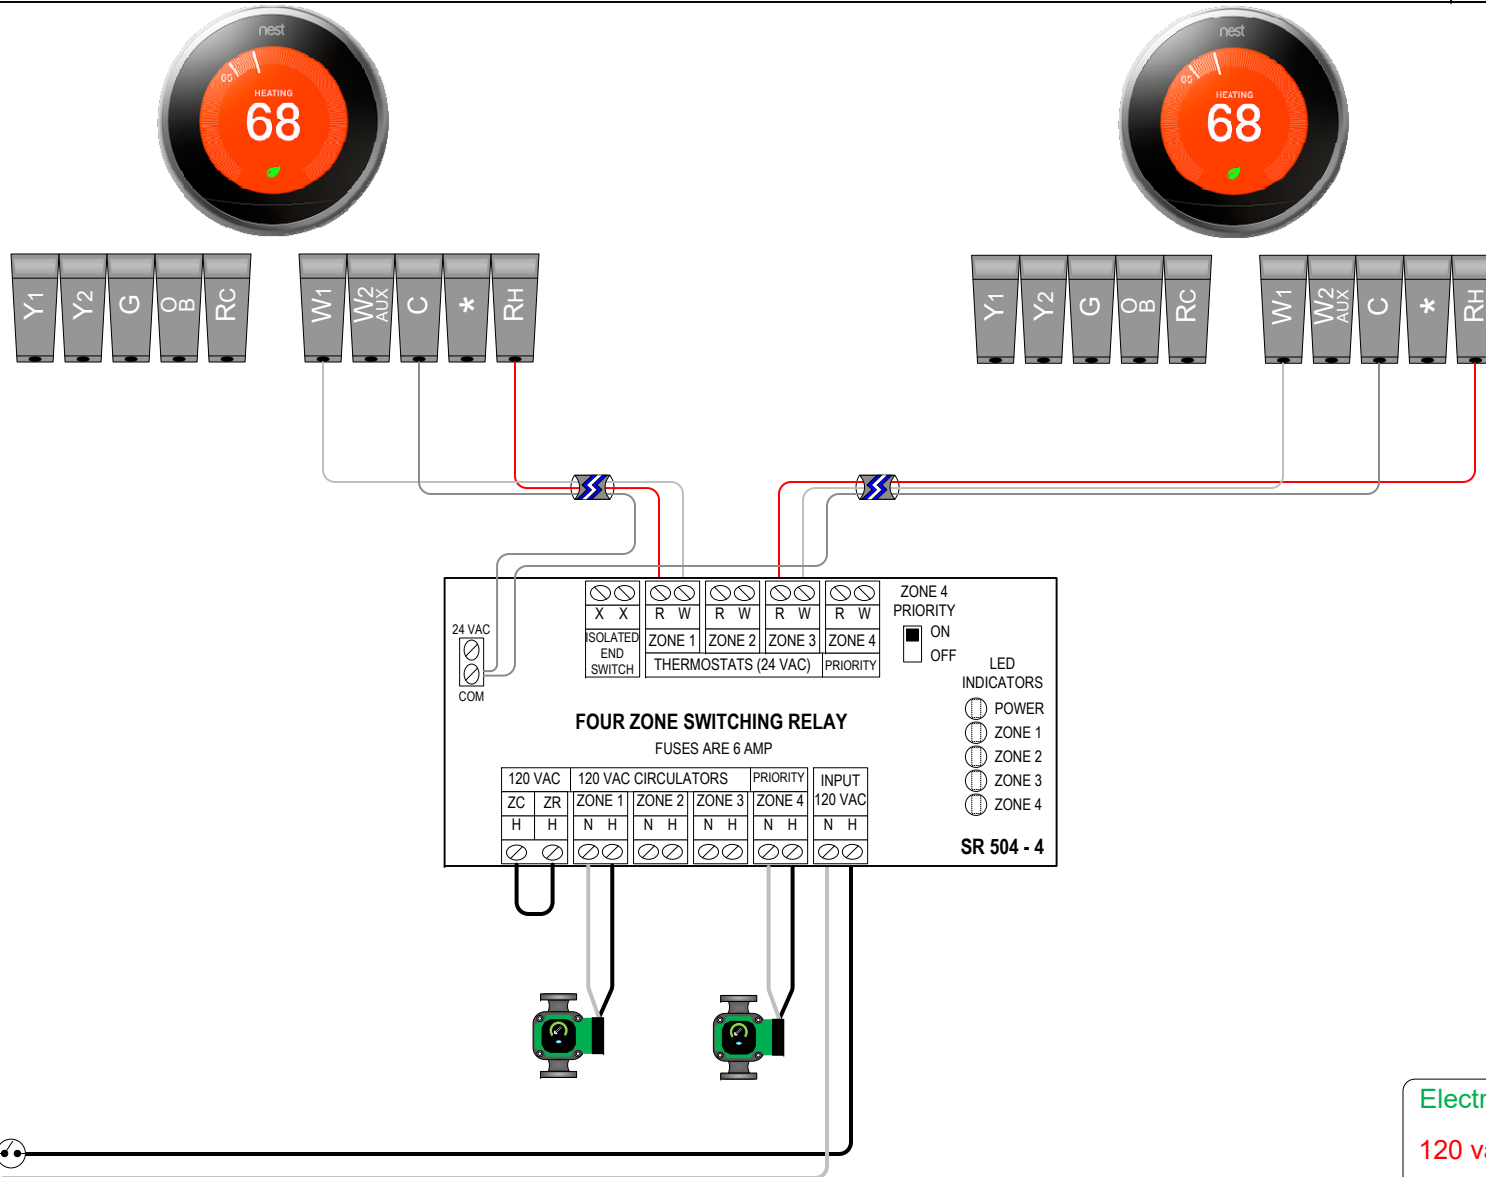 nest
65
HEATING
68
nest
65
HEATING
68
Y1 Y2 G O B RC W1 W2 AUX C * RH
Y1 Y2 G O B RC W1 W2 AUX C * RH
24 VAC
COM
X X
ISOLATED
END
SWITCH
R W R W R W R W
ZONE 1 ZONE 2 ZONE 3 ZONE 4
THERMOSTATS (24 VAC) PRIORITY
ZONE 4
PRIORITY
ON
OFF
LED
INDICATORS
POWER
ZONE 1
ZONE 2
ZONE 3
ZONE 4
FOUR ZONE SWITCHING RELAY
FUSES ARE 6 AMP
120 VAC 120 VAC CIRCULATORS PRIORITY INPUT
120 VAC
ZC ZR ZONE 1 ZONE 2 ZONE 3 ZONE 4
H H N H N H N H N H N H
SR 504 - 4
Electr
120 va